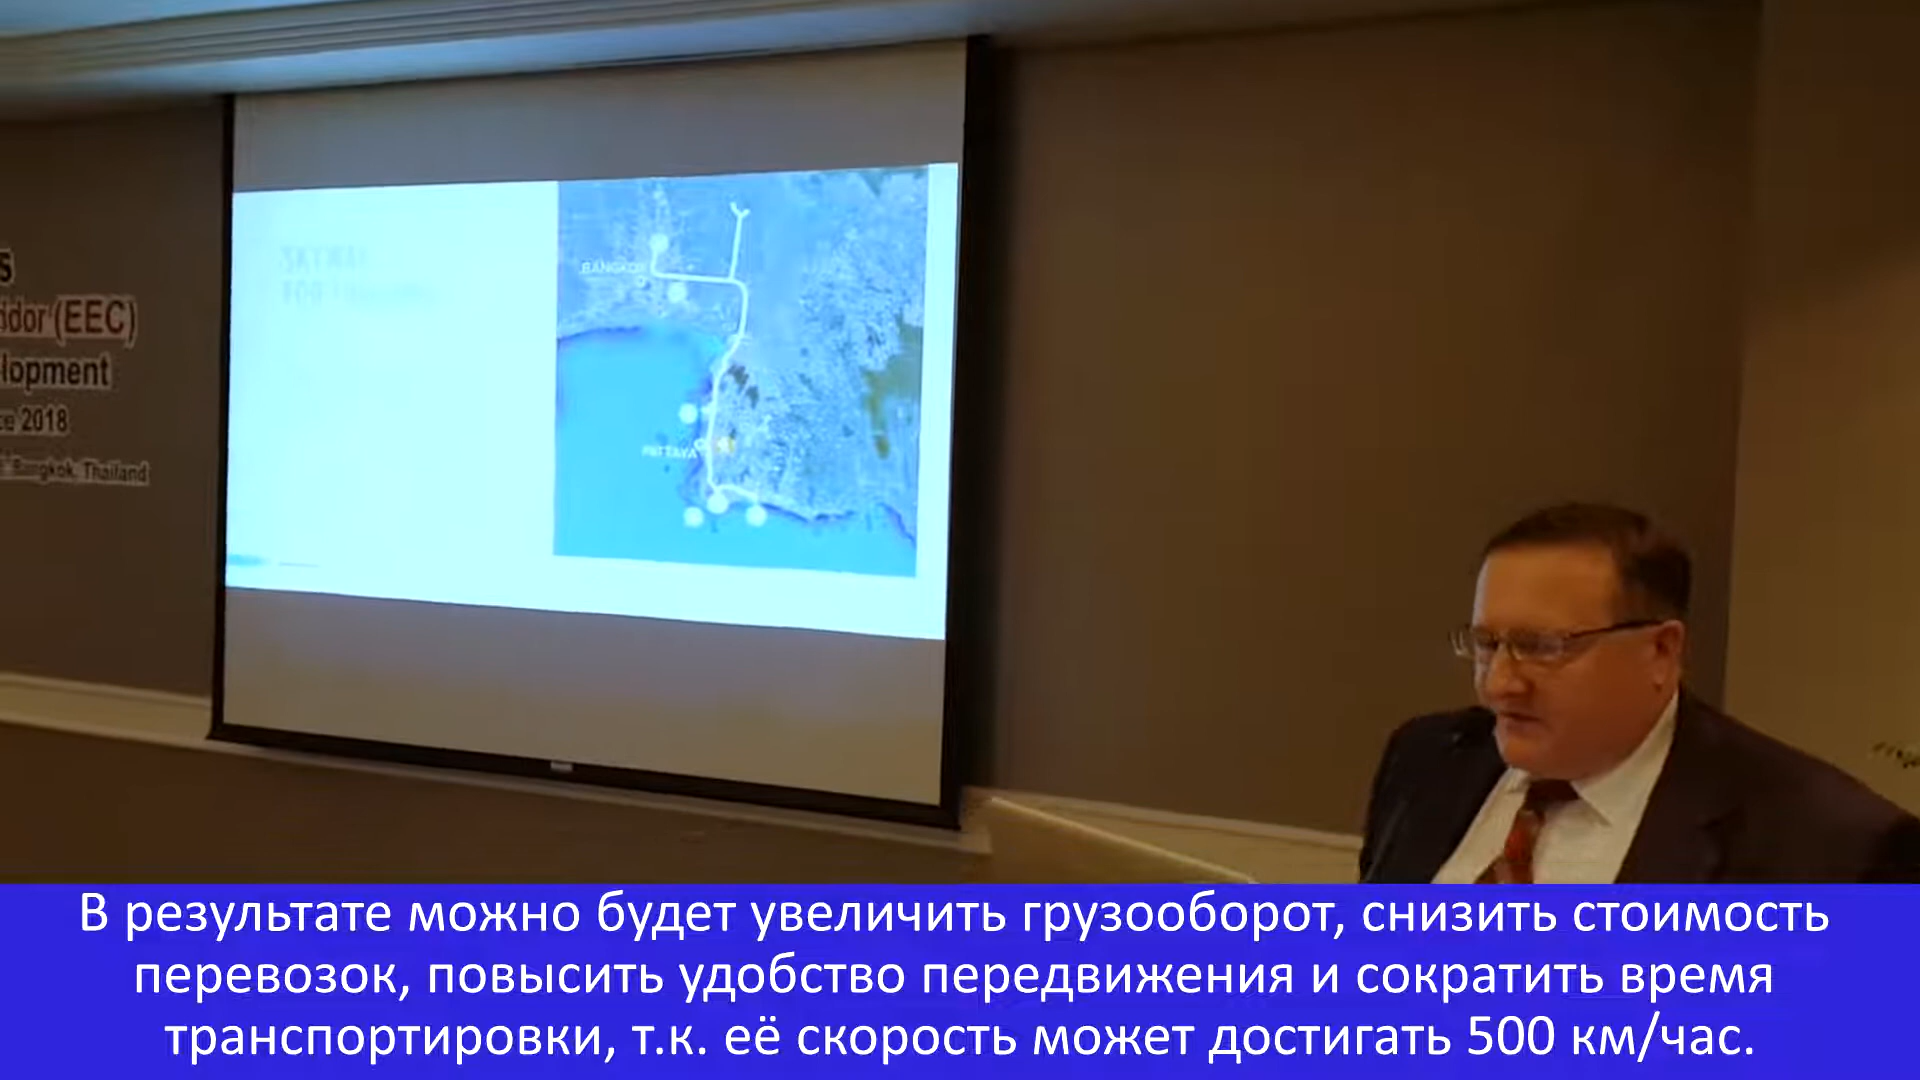 S
idor (EEC)
lopment
ce 2018
Bangkok, Thailand
BANGKOK
PATTAYA
В результате можно будет увеличить грузооборот, снизить стоимость
перевозок, повысить удобство передвижения и сократить время
транспортировки, т.к. её скорость может достигать 500 км/час.